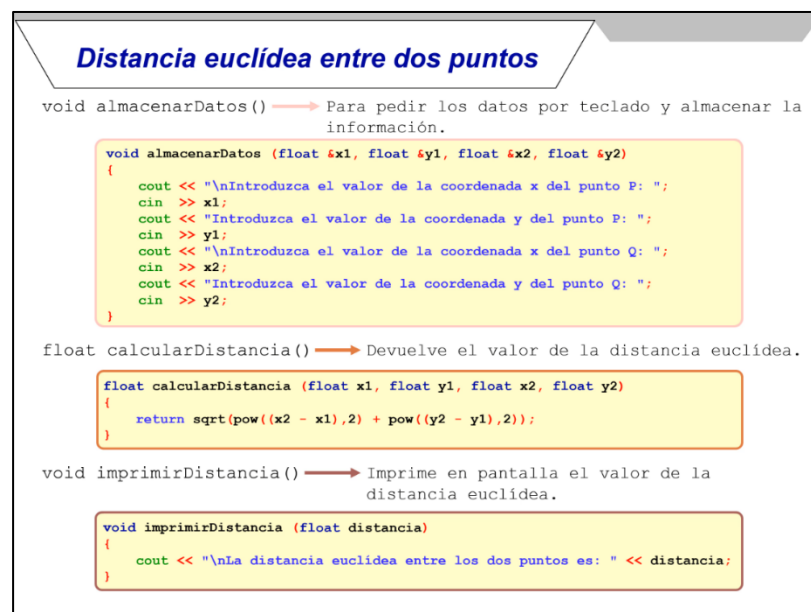 Distancia euclídea entre dos puntos
void almacenarDatos() Para pedir los datos por teclado y almacenar la
información.
void almacenarDatos (float &x1, float &y1, float &x2, float &y2)
{
cout << "\nIntroduzca el valor de la coordenada x del punto P: ";
cin >> x1;
cout << "Introduzca el valor de la coordenada y del punto P: ";
cin >> y1;
cout << "\nIntroduzca el valor de la coordenada x del punto Q: ";
cin >> x2;
cout << "Introduzca el valor de la coordenada y del punto Q: ";
cin >> y2;
}
float calcularDistancia() Devuelve el valor de la distancia euclídea.
float calcularDistancia (float x1, float y1, float x2, float y2)
{
return sqrt(pow((x2 - x1),2) + pow((y2 - y1),2));
}
void imprimirDistancia() Imprime en pantalla el valor de la
distancia euclídea.
void imprimirDistancia (float distancia)
{
cout << "\nLa distancia euclídea entre los dos puntos es: " << distancia;
}